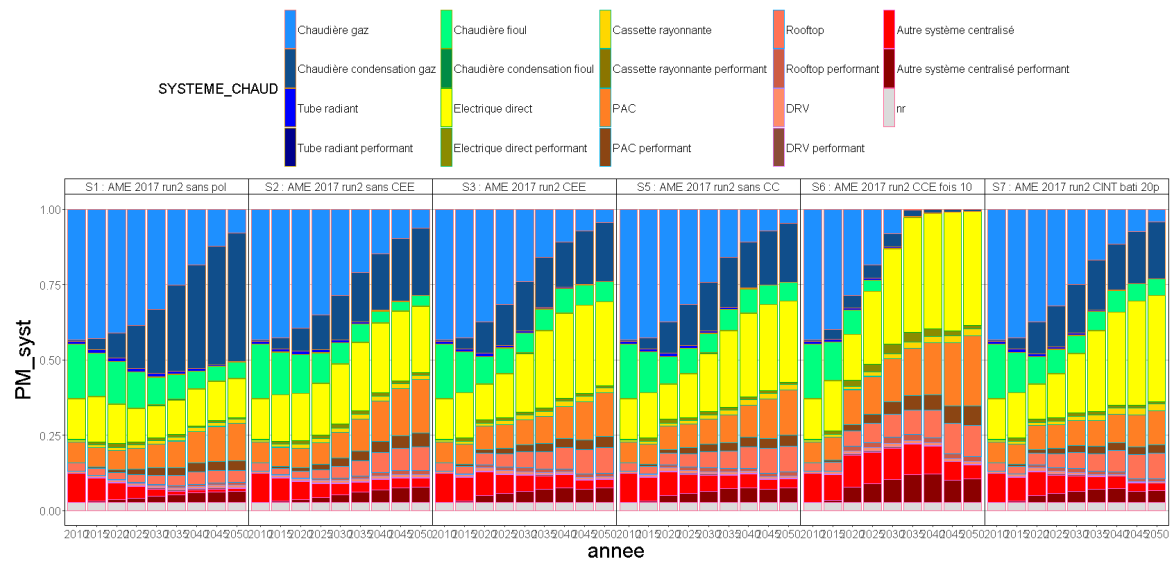 Chaudière gaz Chaudière fioul Cassette rayonnante Rooftop Autre système centralisé
Chaudière condensation gaz Chaudière condensation fioul Cassette rayonnante performant Rooftop performant Autre système centralisé performant
SYSTEME_CHAUD
Tube radiant Electrique direct PAC DRV nr
Tube radiant performant Electrique direct performant PAC performant DRV performant
S1 : AME 2017 run2 sans pol S2 : AME 2017 run2 sans CEE S3 : AME 2017 run2 CEE S5 : AME 2017 run2 sans CC S6 : AME 2017 run2 CCE fois 10 S7 : AME 2017 run2 CINT bati 20p
1.00
0.75
0.50
0.25
0.00
PM_syst
2010 2015 2020 2025 2030 2035 2040 2045 2050 2010 2015 2020 2025 2030 2035 2040 2045 2050 2010 2015 2020 2025 2030 2035 2040 2045 2050 2010 2015 2020 2025 2030 2035 2040 2045 2050 2010 2015 2020 2025 2030 2035 2040 2045 2050 2010 2015 2020 2025 2030 2035 2040 2045 2050
annee